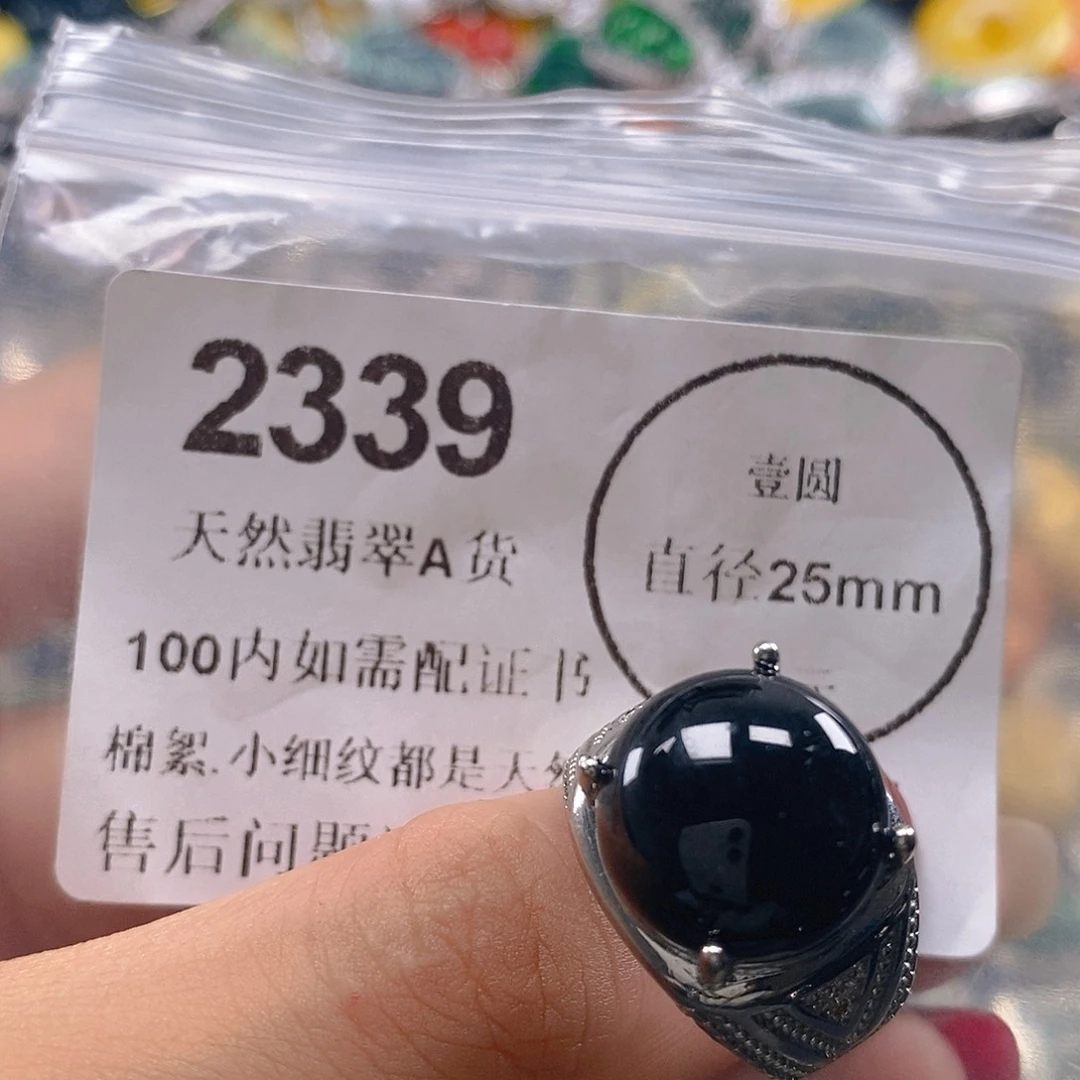 2339
天然翡翠A货
100内如需配证书
棉絮.小细纹都是天然
售后问题
壹圆
直径25mm